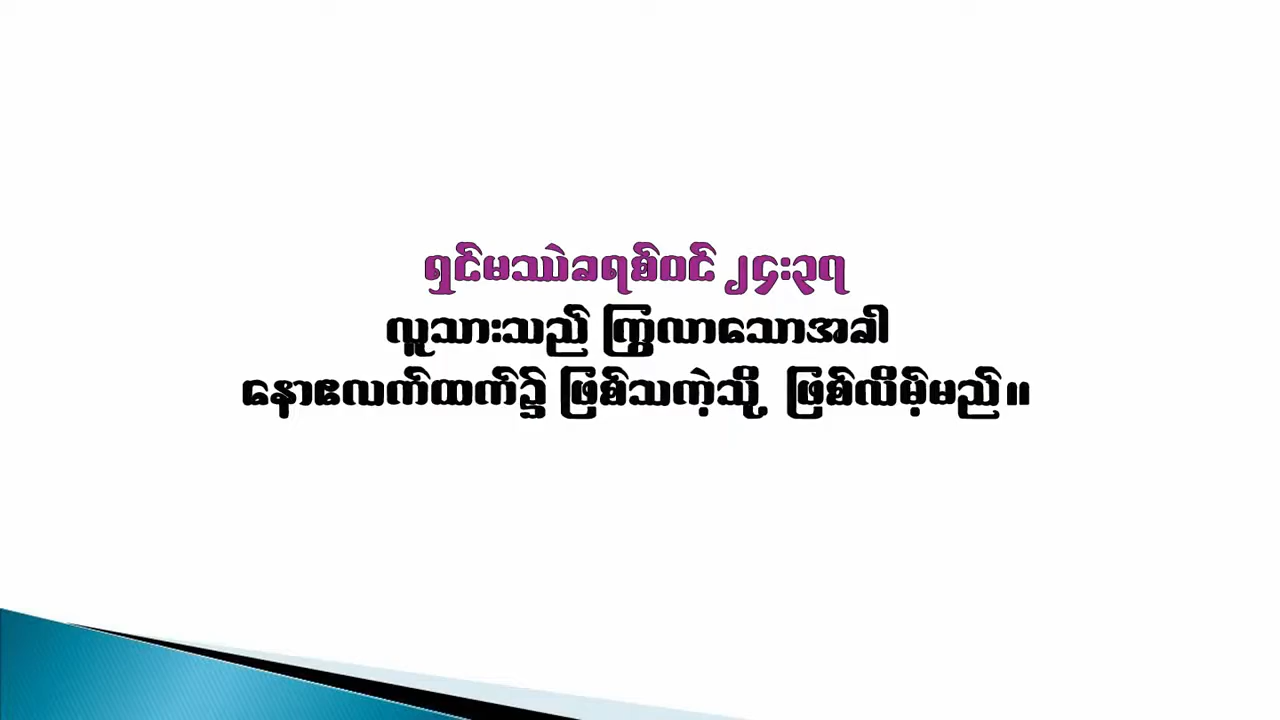 ရှင်မဿဲခရစ်ဝင် ၂၄း၃၇
လူသားသည် ကြွလာသောအခါ
နောဧလက်ထက်၌ ဖြစ်သကဲ့သို့ ဖြစ်လိမ့်မည်။